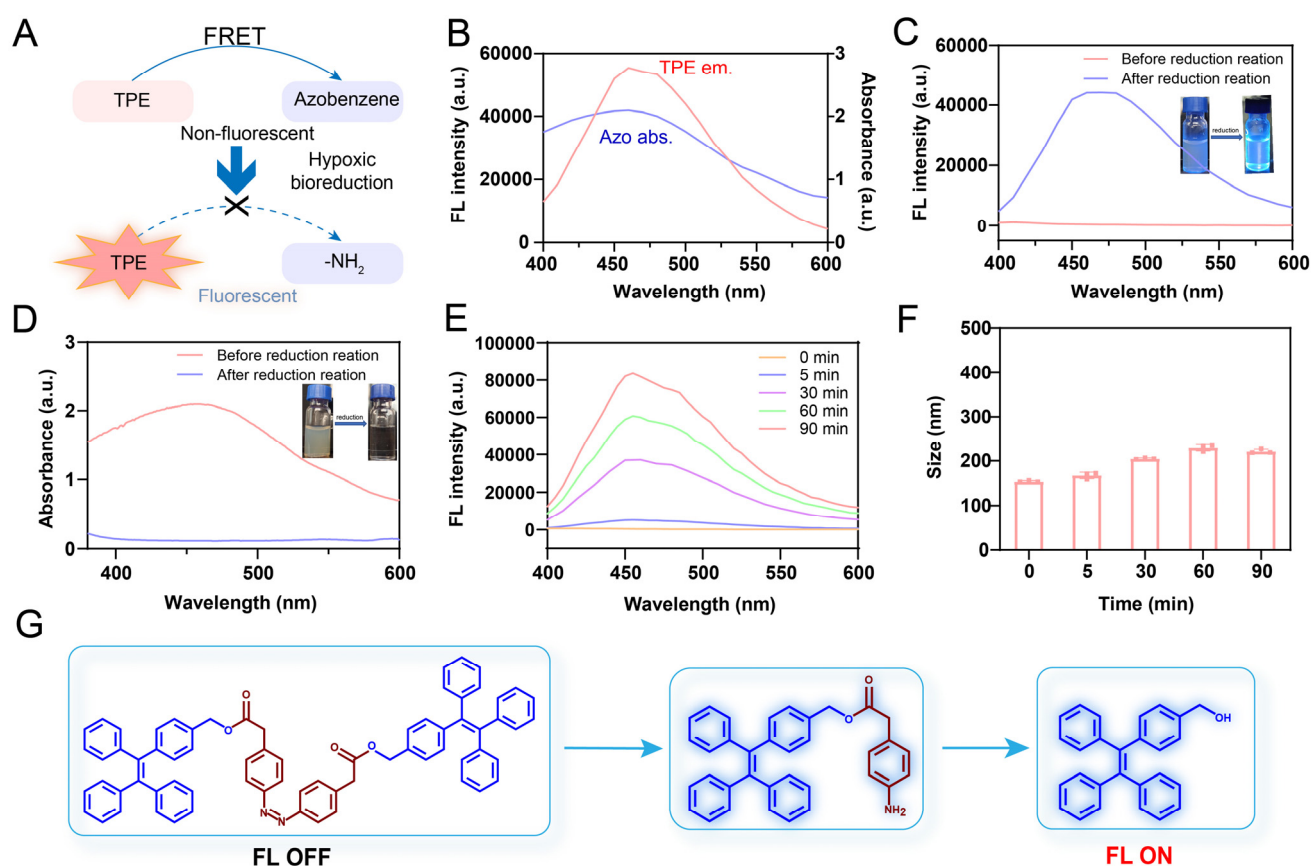 A
FRET
TPE
Azobenzene
Non-fluorescent
Hypoxic
bioreduction
X
TPE
-NH2
Fluorescent
B
60000
40000
20000
0
3
2
1
0
FL intensity (a.u.)
Absorbance (a.u.)
TPE em.
Azo abs.
400 450 500 550 600
Wavelength (nm)
C
60000
40000
20000
0
FL intensity (a.u.)
Before reduction reation
After reduction reation
reduction
400 450 500 550 600
Wavelength (nm)
D
3
2
1
0
Absorbance (a.u.)
Before reduction reation
After reduction reation
reduction
400 500 600
Wavelength (nm)
E
100000
80000
60000
40000
20000
0
FL intensity (a.u.)
0 min
5 min
30 min
60 min
90 min
400 450 500 550 600
Wavelength (nm)
F
500
400
300
200
100
0
Size (nm)
0 5 30 60 90
Time (min)
G
O
O
O
O
N=N
FL OFF
O
O
NH2
OH
FL ON